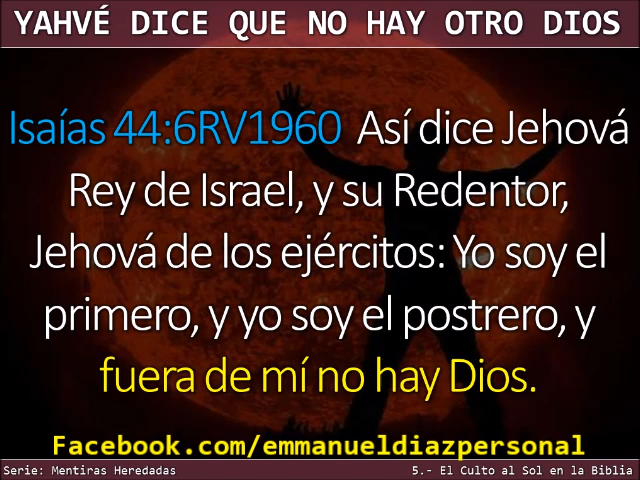 YAHVÉ DICE QUE NO HAY OTRO DIOS
Isaías 44:6RV1960 Así dice Jehová
Rey de Israel, y su Redentor,
Jehová de los ejércitos: Yo soy el
primero, y yo soy el postrero, y
fuera de mí no hay Dios.
Facebook.com/emmanueldiazpersonal
Serie: Mentiras Heredadas
5.- El Culto al Sol en la Biblia